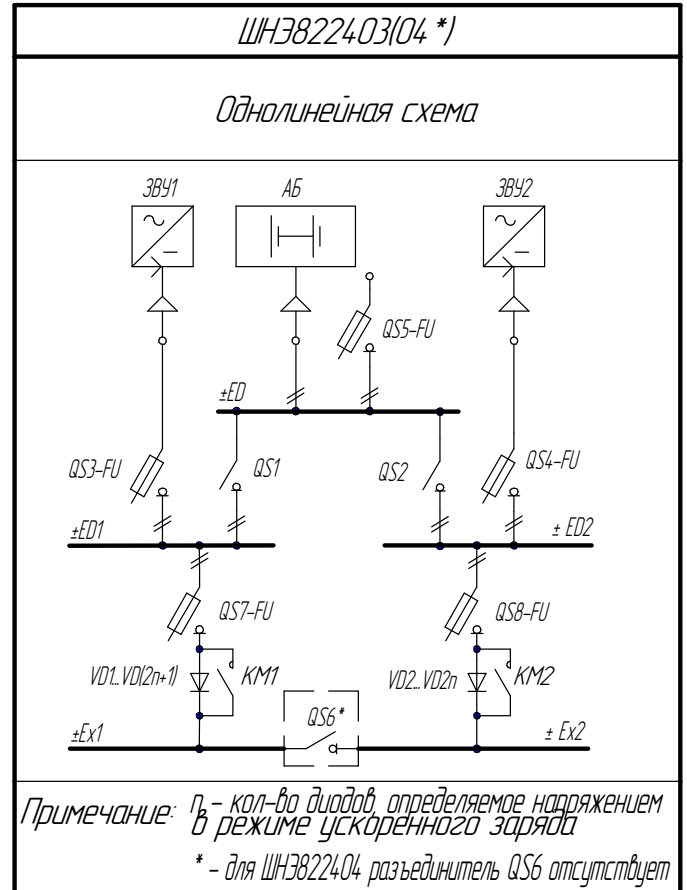 ШНЭ822403(04*)
Однолинейная схема
ЗВУ1 АБ ЗВУ2
QS5-FU
±ED
QS3-FU QS1 QS2 QS4-FU
±ED1 ± ED2
QS7-FU QS8-FU
VD1...VD(2n+1) KM1 VD2...VD2n KM2
QS6*
±Ex1 ± Ex2
Примечание: n - кол-во диодов, определяемое напряжением
в режиме ускоренного заряда
* - для ШНЭ822404 разъединитель QS6 отсутствует